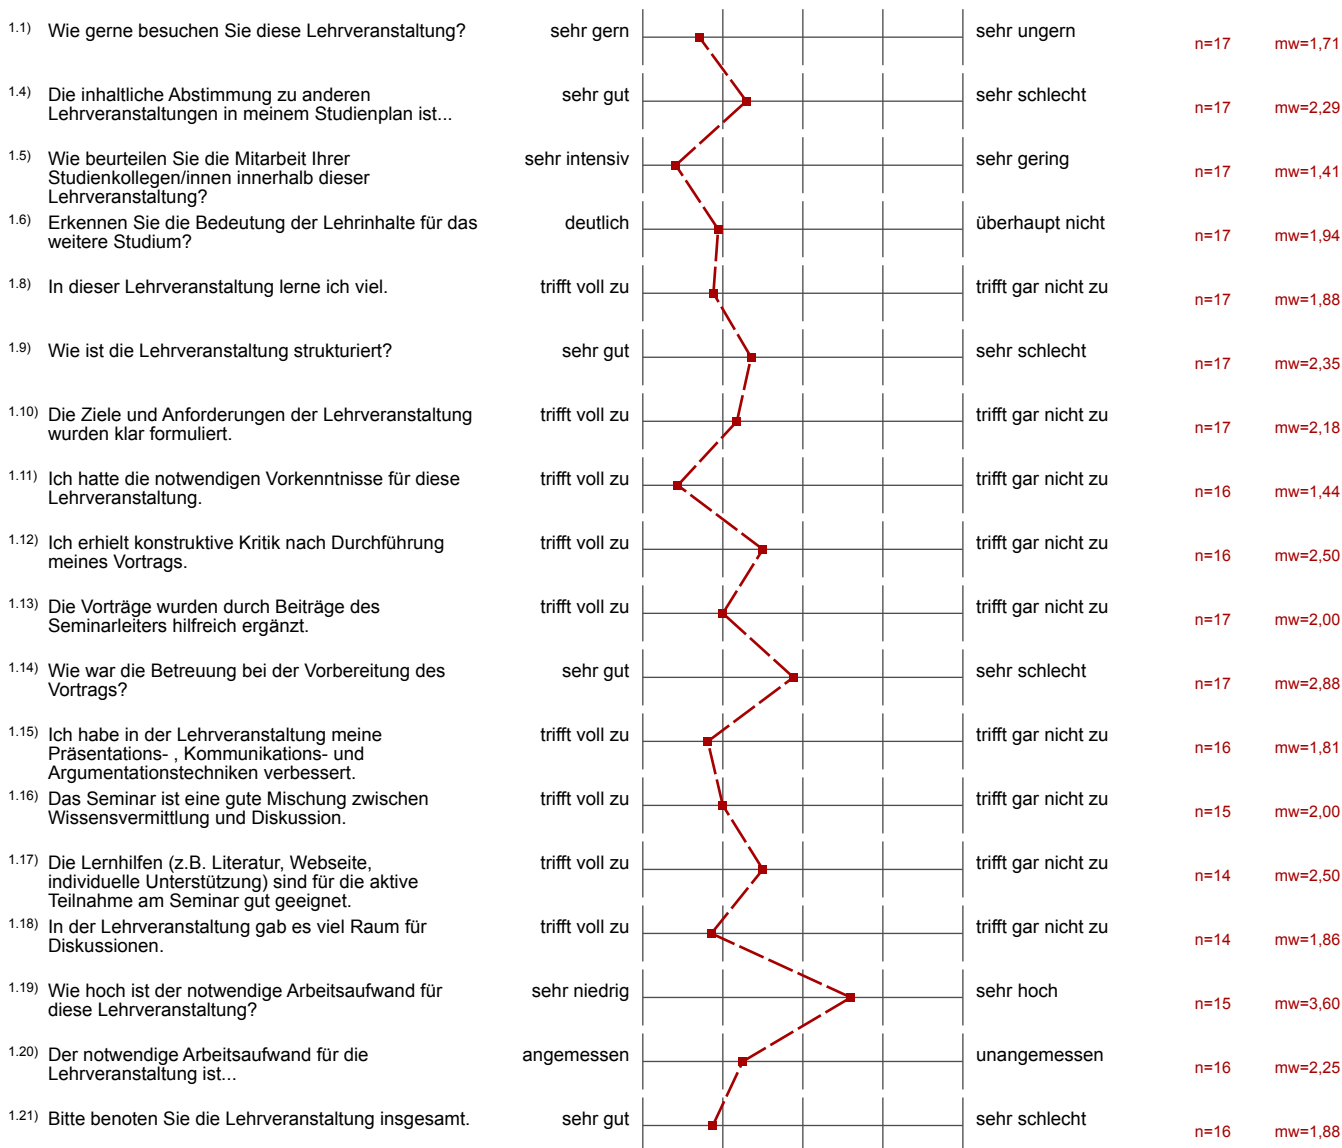 1.1) Wie gerne besuchen Sie diese Lehrveranstaltung? sehr gern sehr ungern n=17 mw=1,71
1.4) Die inhaltliche Abstimmung zu anderen
Lehrveranstaltungen in meinem Studienplan ist... sehr gut sehr schlecht n=17 mw=2,29
1.5) Wie beurteilen Sie die Mitarbeit Ihrer
Studienkollegen/innen innerhalb dieser
Lehrveranstaltung? sehr intensiv sehr gering n=17 mw=1,41
1.6) Erkennen Sie die Bedeutung der Lehrinhalte für das
weitere Studium? deutlich überhaupt nicht n=17 mw=1,94
1.8) In dieser Lehrveranstaltung lerne ich viel. trifft voll zu trifft gar nicht zu n=17 mw=1,88
1.9) Wie ist die Lehrveranstaltung strukturiert? sehr gut sehr schlecht n=17 mw=2,35
1.10) Die Ziele und Anforderungen der Lehrveranstaltung
wurden klar formuliert. trifft voll zu trifft gar nicht zu n=17 mw=2,18
1.11) Ich hatte die notwendigen Vorkenntnisse für diese
Lehrveranstaltung. trifft voll zu trifft gar nicht zu n=16 mw=1,44
1.12) Ich erhielt konstruktive Kritik nach Durchführung
meines Vortrags. trifft voll zu trifft gar nicht zu n=16 mw=2,50
1.13) Die Vorträge wurden durch Beiträge des
Seminarleiters hilfreich ergänzt. trifft voll zu trifft gar nicht zu n=17 mw=2,00
1.14) Wie war die Betreuung bei der Vorbereitung des
Vortrags? sehr gut sehr schlecht n=17 mw=2,88
1.15) Ich habe in der Lehrveranstaltung meine
Präsentations- , Kommunikations- und
Argumentationstechniken verbessert. trifft voll zu trifft gar nicht zu n=16 mw=1,81
1.16) Das Seminar ist eine gute Mischung zwischen
Wissensvermittlung und Diskussion. trifft voll zu trifft gar nicht zu n=15 mw=2,00
1.17) Die Lernhilfen (z.B. Literatur, Webseite,
individuelle Unterstützung) sind für die aktive
Teilnahme am Seminar gut geeignet. trifft voll zu trifft gar nicht zu n=14 mw=2,50
1.18) In der Lehrveranstaltung gab es viel Raum für
Diskussionen. trifft voll zu trifft gar nicht zu n=14 mw=1,86
1.19) Wie hoch ist der notwendige Arbeitsaufwand für
diese Lehrveranstaltung? sehr niedrig sehr hoch n=15 mw=3,60
1.20) Der notwendige Arbeitsaufwand für die
Lehrveranstaltung ist... angemessen unangemessen n=16 mw=2,25
1.21) Bitte benoten Sie die Lehrveranstaltung insgesamt. sehr gut sehr schlecht n=16 mw=1,88